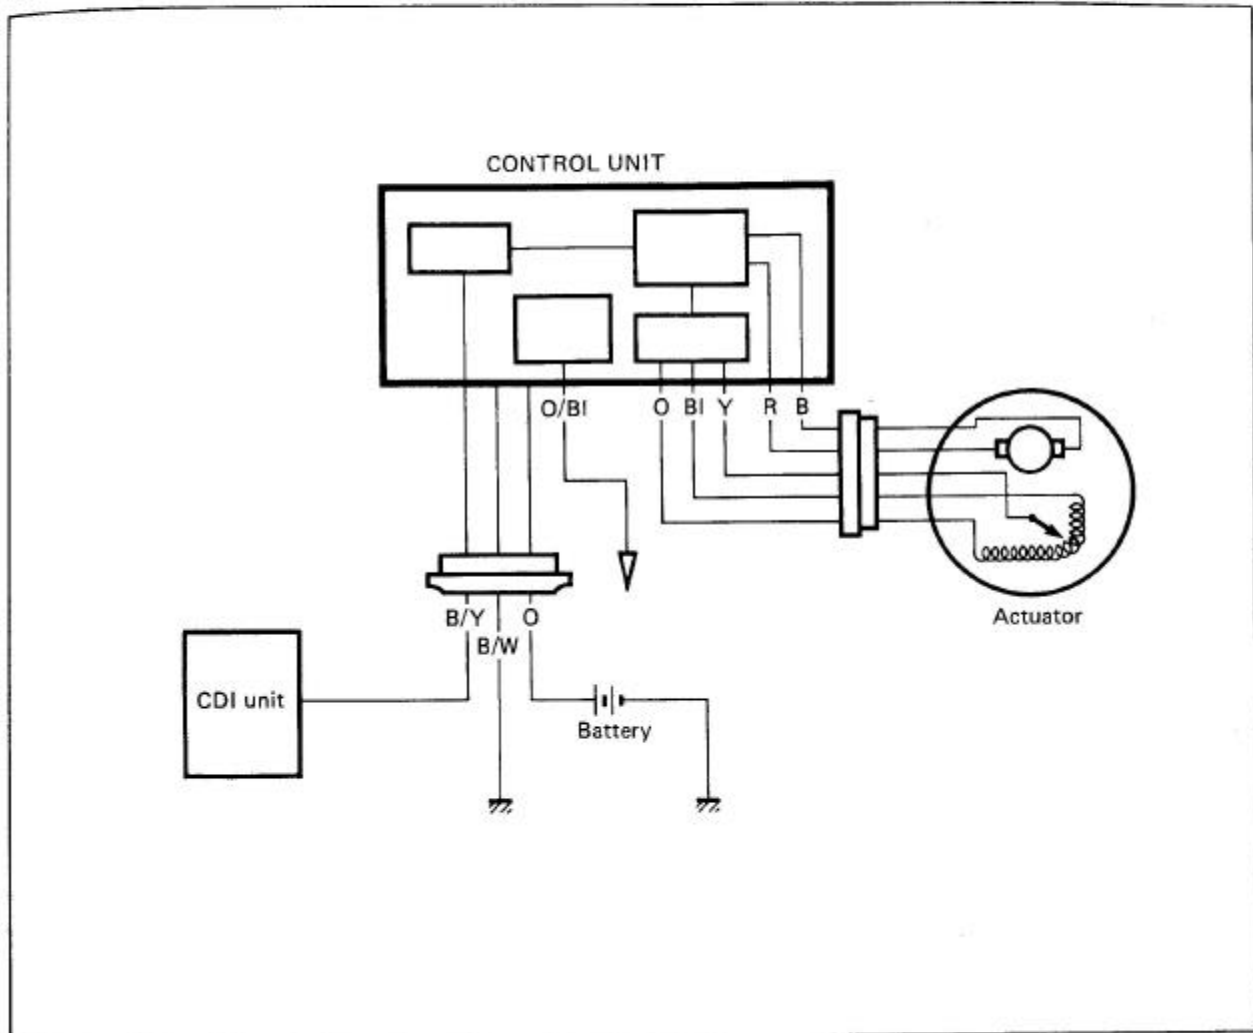 CONTROL UNIT
O/Bl O Bl Y R B
Actuator
B/Y O
B/W
CDI unit
Battery